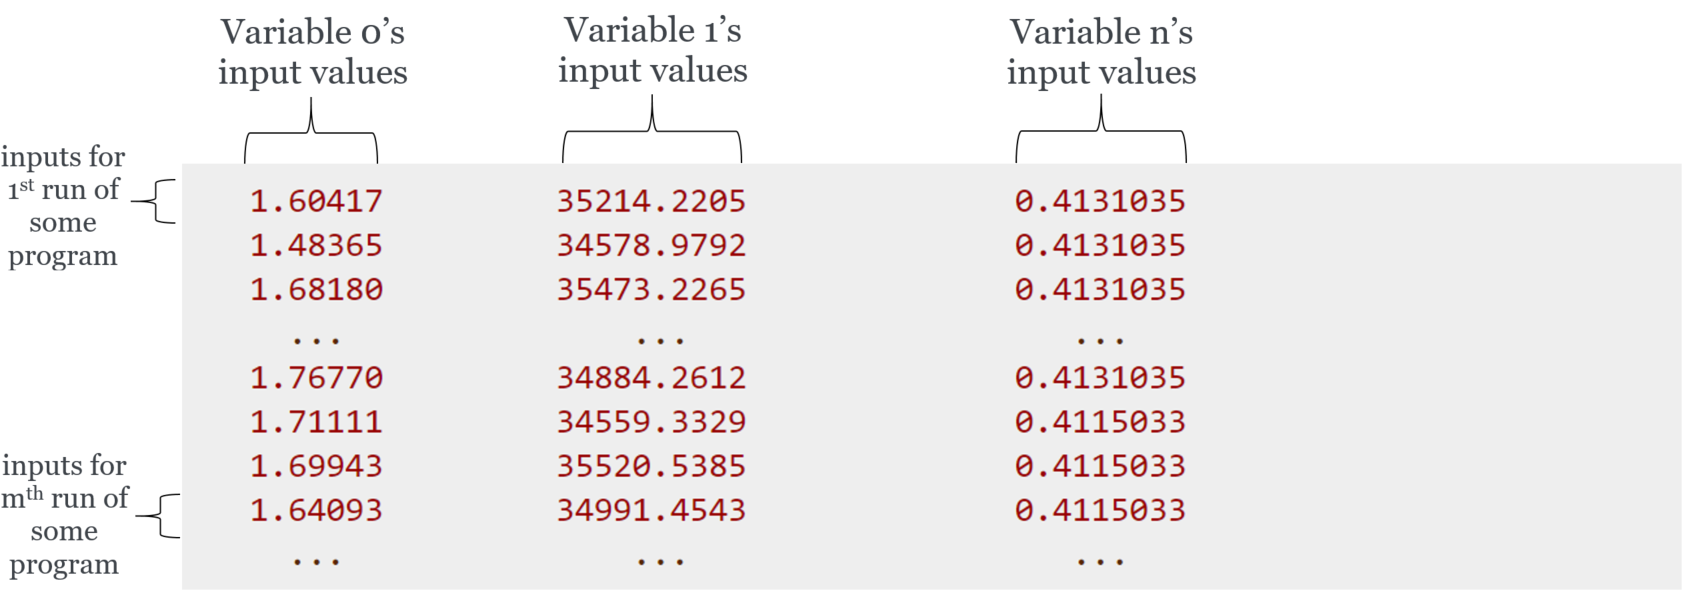 Variable 0's
input values
Variable 1's
input values
Variable n's
input values
inputs for
1st run of
some
program
1.60417 35214.2205 0.4131035
1.48365 34578.9792 0.4131035
1.68180 35473.2265 0.4131035
... ... ...
1.76770 34884.2612 0.4131035
1.71111 34559.3329 0.4115033
1.69943 35520.5385 0.4115033
1.64093 34991.4543 0.4115033
... ... ...
inputs for
mth run of
some
program